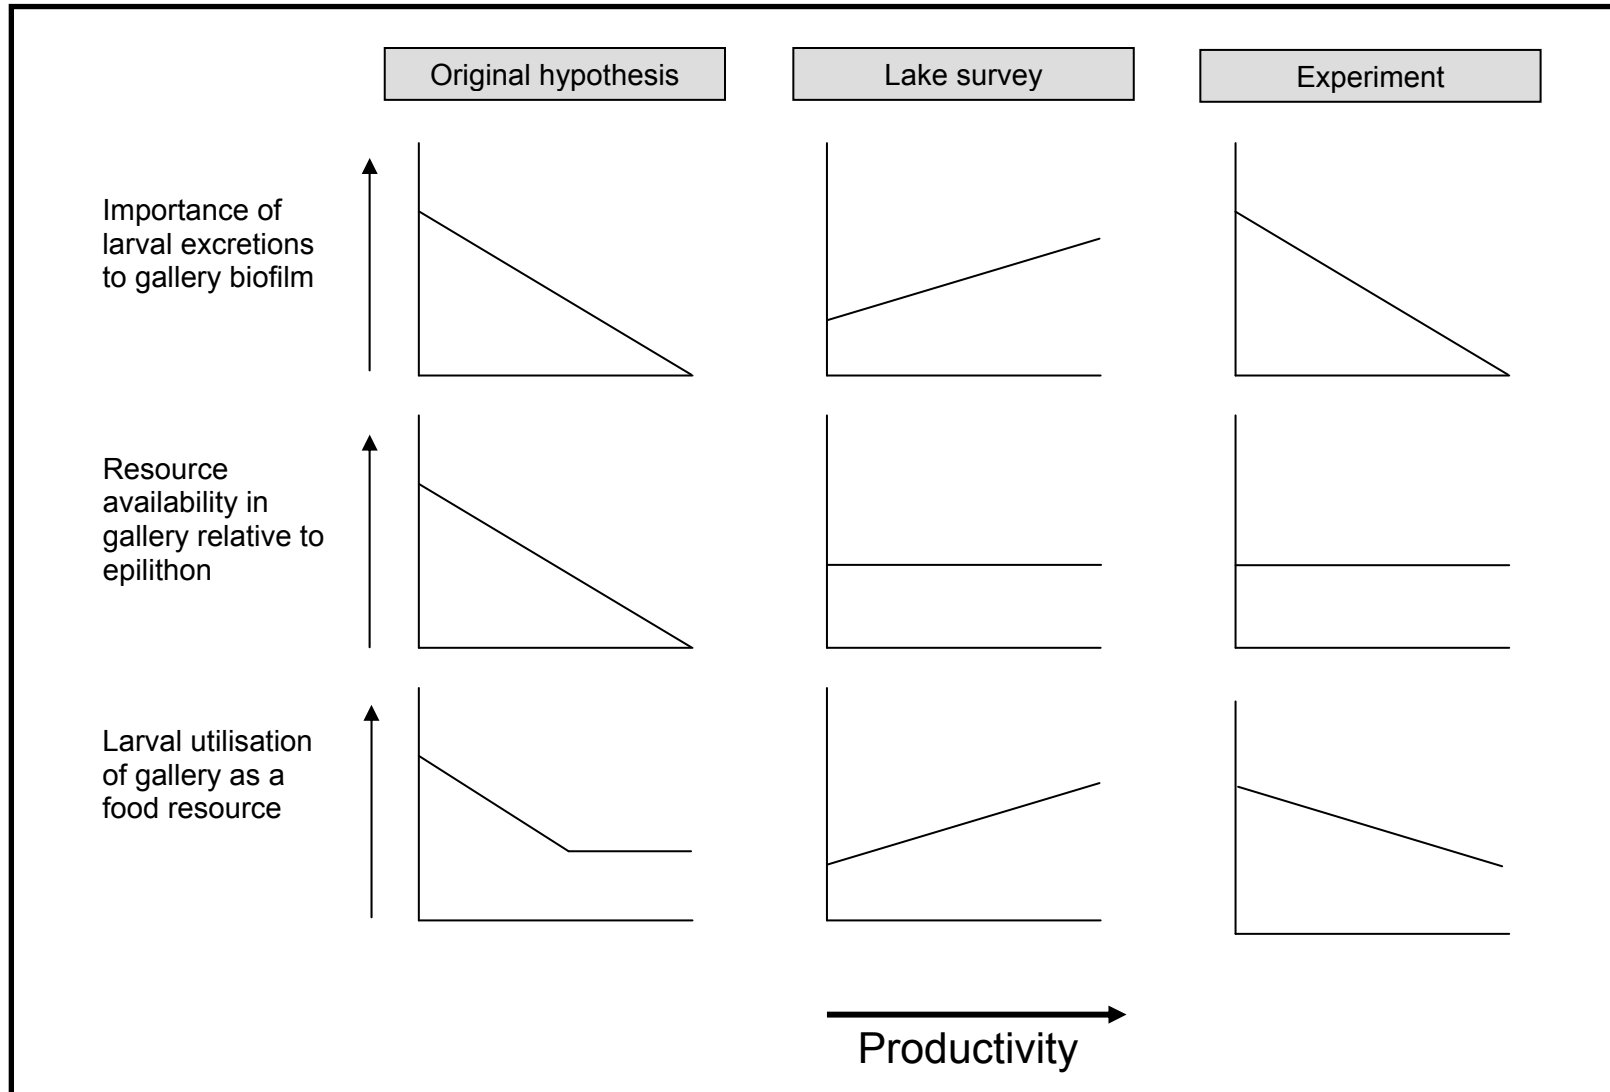 Original hypothesis
Lake survey
Experiment
Importance of
larval excretions
to gallery biofilm
Resource
availability in
gallery relative to
epilithon
Larval utilisation
of gallery as a
food resource
Productivity